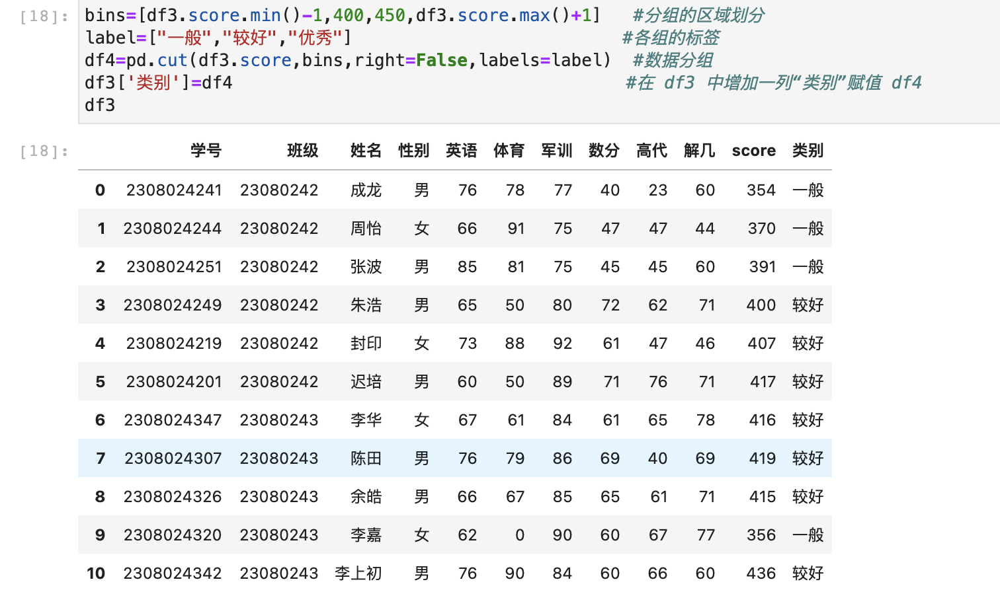 [18]: bins=[df3.score.min()-1,400,450,df3.score.max()+1] #分组的区域划分
label=["一般","较好","优秀"] #各组的标签
df4=pd.cut(df3.score,bins,right=False,labels=label) #数据分组
df3['类别']=df4 #在 df3 中增加一列“类别”赋值 df4
df3
[18]: 学号 班级 姓名 性别 英语 体育 军训 数分 高代 解几 score 类别
0 2308024241 23080242 成龙 男 76 78 77 40 23 60 354 一般
1 2308024244 23080242 周怡 女 66 91 75 47 47 44 370 一般
2 2308024251 23080242 张波 男 85 81 75 45 45 60 391 一般
3 2308024249 23080242 朱浩 男 65 50 80 72 62 71 400 较好
4 2308024219 23080242 封印 女 73 88 92 61 47 46 407 较好
5 2308024201 23080242 迟培 男 60 50 89 71 76 71 417 较好
6 2308024347 23080243 李华 女 67 61 84 61 65 78 416 较好
7 2308024307 23080243 陈田 男 76 79 86 69 40 69 419 较好
8 2308024326 23080243 余皓 男 66 67 85 65 61 71 415 较好
9 2308024320 23080243 李嘉 女 62 0 90 60 67 77 356 一般
10 2308024342 23080243 李上初 男 76 90 84 60 66 60 436 较好